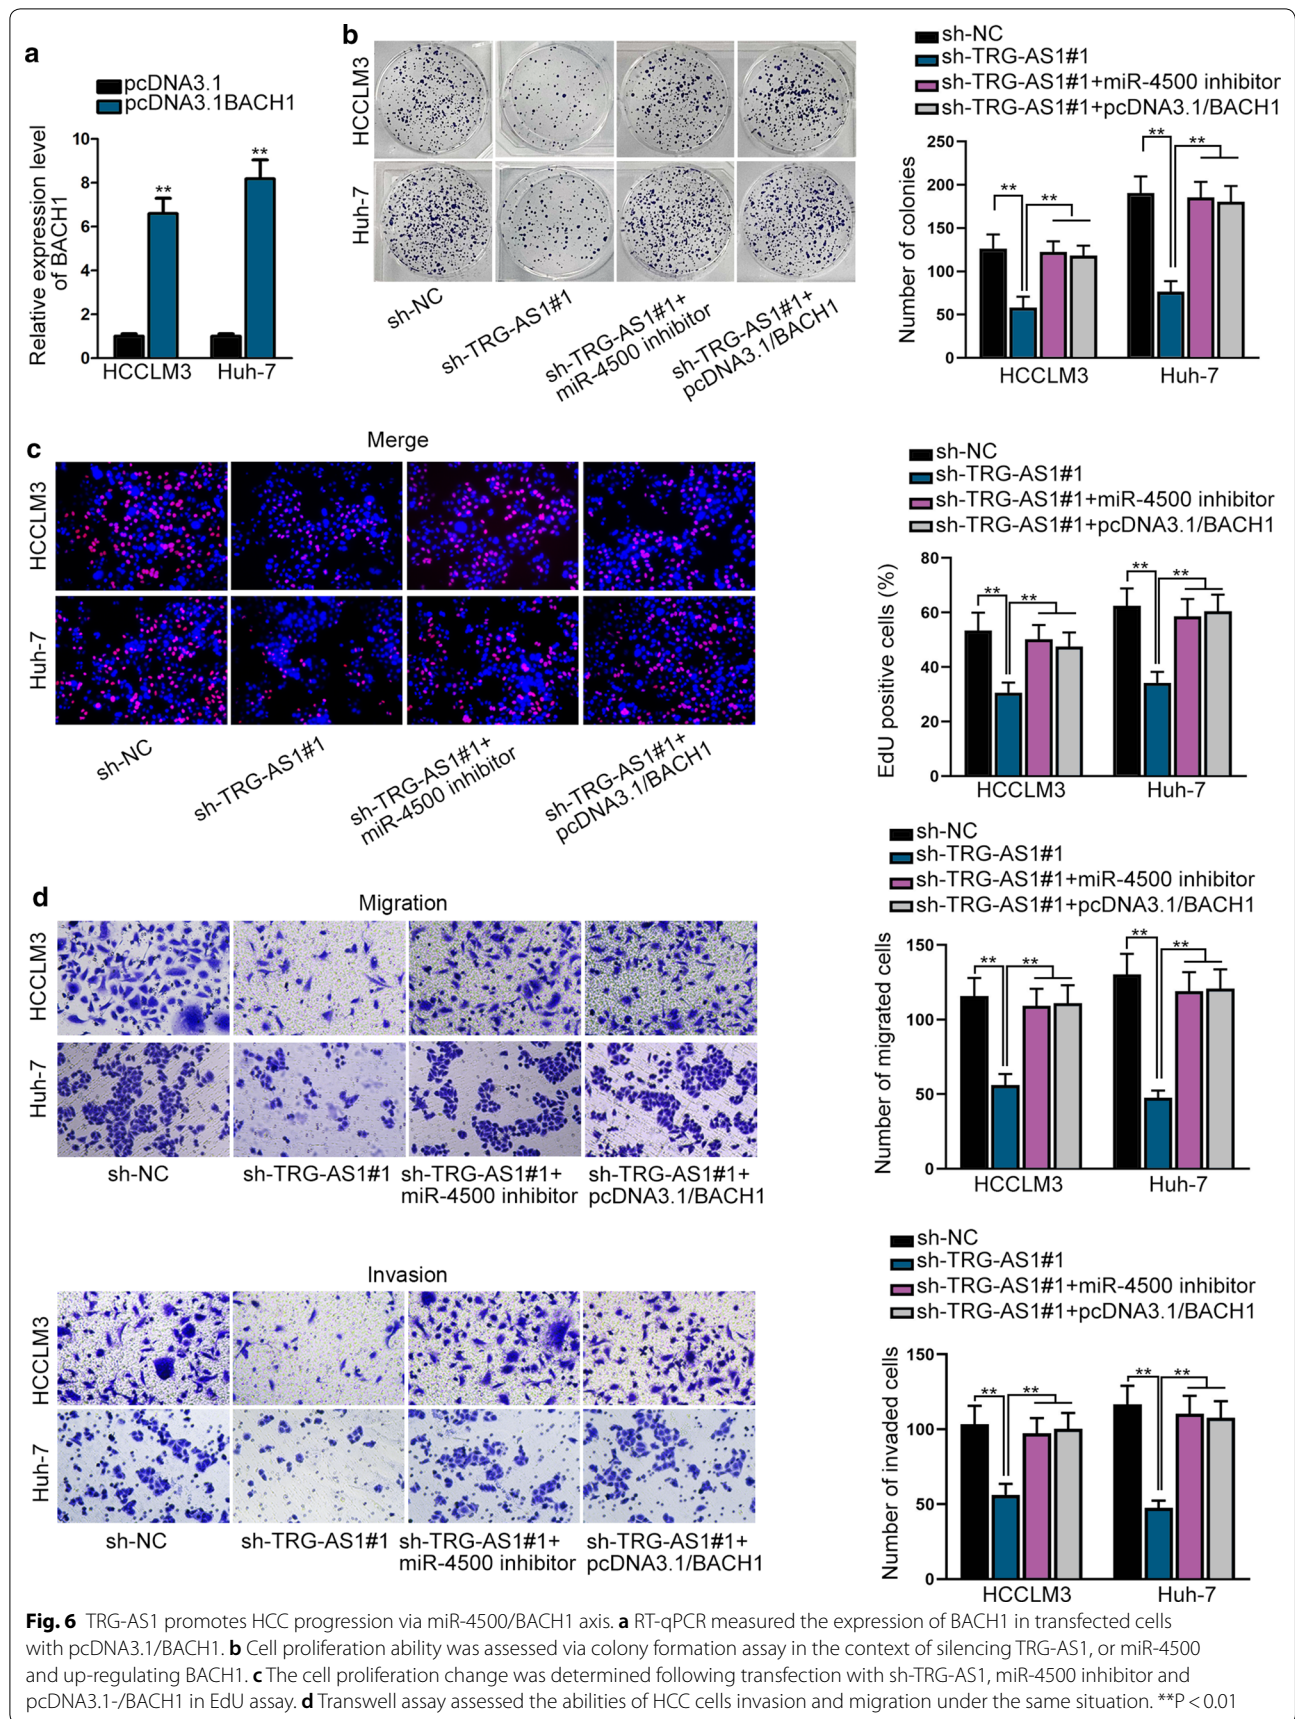 a
pcDNA3.1
pcDNA3.1BACH1
Relative expression level
of BACH1
10
8
6
4
2
0
**
**
HCCLM3
Huh-7
b
HCCLM3
Huh-7
sh-NC
sh-TRG-AS1#1
sh-TRG-AS1#1+
miR-4500 inhibitor
sh-TRG-AS1#1+
pcDNA3.1/BACH1
sh-NC
sh-TRG-AS1#1
sh-TRG-AS1#1+miR-4500 inhibitor
sh-TRG-AS1#1+pcDNA3.1/BACH1
Number of colonies
250
200
150
100
50
0
**
**
**
**
HCCLM3
Huh-7
c
Merge
HCCLM3
Huh-7
sh-NC
sh-TRG-AS1#1
sh-TRG-AS1#1+
miR-4500 inhibitor
sh-TRG-AS1#1+
pcDNA3.1/BACH1
sh-NC
sh-TRG-AS1#1
sh-TRG-AS1#1+miR-4500 inhibitor
sh-TRG-AS1#1+pcDNA3.1/BACH1
EdU positive cells (%)
80
60
40
20
0
**
**
**
**
HCCLM3
Huh-7
d
Migration
HCCLM3
Huh-7
sh-NC
sh-TRG-AS1#1
sh-TRG-AS1#1+
miR-4500 inhibitor
sh-TRG-AS1#1+
pcDNA3.1/BACH1
sh-NC
sh-TRG-AS1#1
sh-TRG-AS1#1+miR-4500 inhibitor
sh-TRG-AS1#1+pcDNA3.1/BACH1
Number of migrated cells
150
100
50
0
**
**
**
**
HCCLM3
Huh-7
Invasion
HCCLM3
Huh-7
sh-NC
sh-TRG-AS1#1
sh-TRG-AS1#1+
miR-4500 inhibitor
sh-TRG-AS1#1+
pcDNA3.1/BACH1
sh-NC
sh-TRG-AS1#1
sh-TRG-AS1#1+miR-4500 inhibitor
sh-TRG-AS1#1+pcDNA3.1/BACH1
Number of invaded cells
150
100
50
0
**
**
**
**
HCCLM3
Huh-7
Fig. 6 TRG-AS1 promotes HCC progression via miR-4500/BACH1 axis. a RT-qPCR measured the expression of BACH1 in transfected cells
with pcDNA3.1/BACH1. b Cell proliferation ability was assessed via colony formation assay in the context of silencing TRG-AS1, or miR-4500
and up-regulating BACH1. c The cell proliferation change was determined following transfection with sh-TRG-AS1, miR-4500 inhibitor and
pcDNA3.1-/BACH1 in EdU assay. d Transwell assay assessed the abilities of HCC cells invasion and migration under the same situation. **P < 0.01